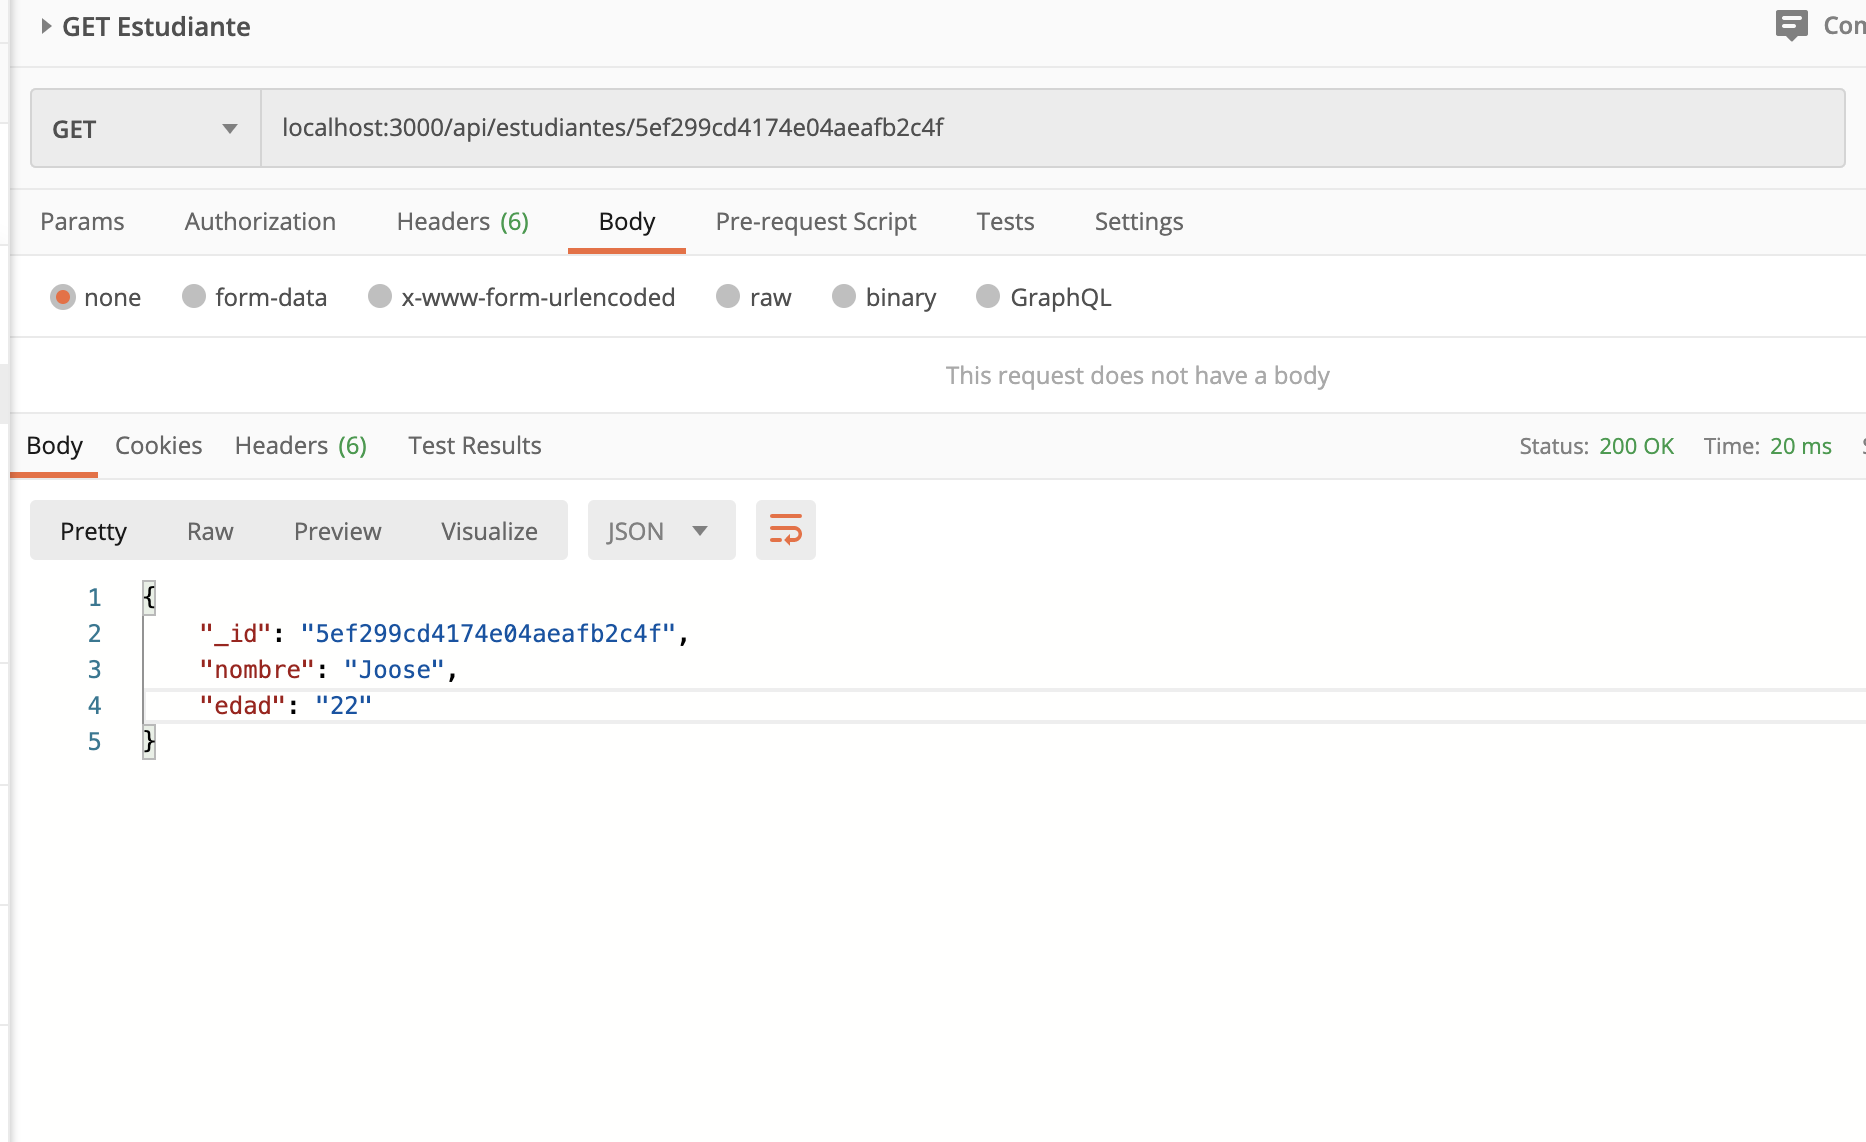 GET Estudiante
Con
GET localhost:3000/api/estudiantes/5ef299cd4174e04aeafb2c4f
Params Authorization Headers (6) Body Pre-request Script Tests Settings
none form-data x-www-form-urlencoded raw binary GraphQL
This request does not have a body
Body Cookies Headers (6) Test Results Status: 200 OK Time: 20 ms
Pretty Raw Preview Visualize JSON
1 {
2 "_id": "5ef299cd4174e04aeafb2c4f",
3 "nombre": "Joose",
4 "edad": "22"
5 }